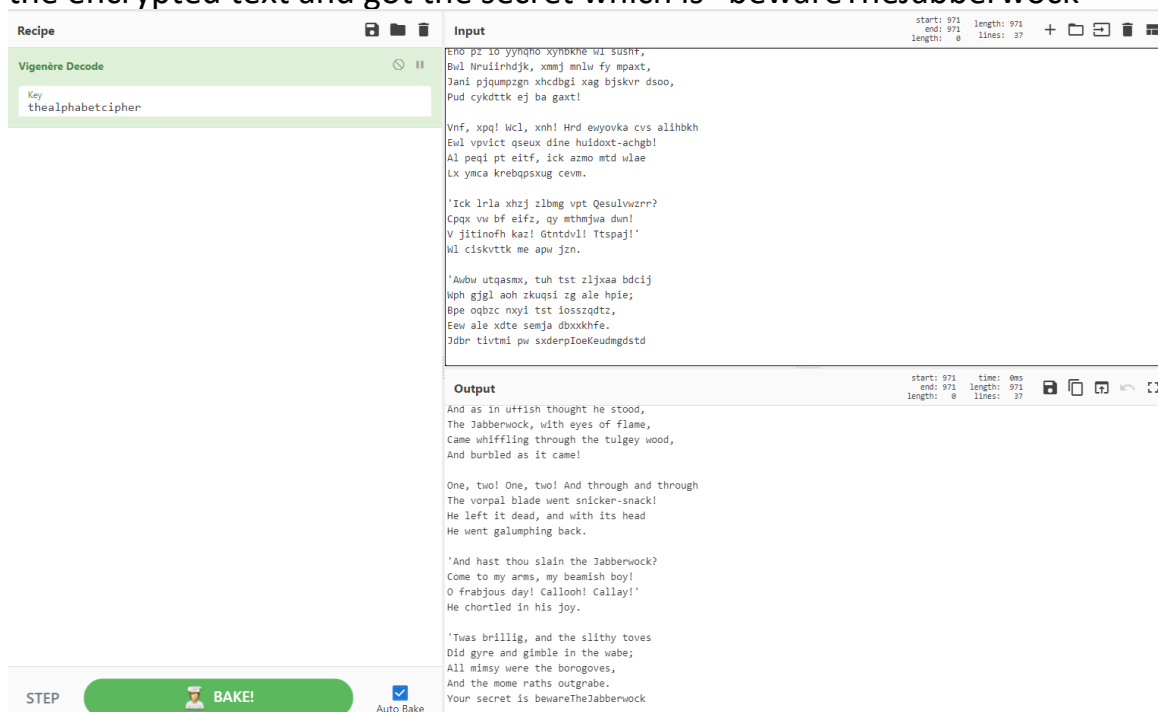 the encrypted text and got the secret which is "bewareTheJabberwock"
Recipe
Vigenère Decode
Key
thealphabetcipher
STEP
BAKE!
Auto Bake
Input
start: 971
end: 971
length: 0
length: 971
lines: 37
Eno pz io yyhqho xyhbkhe wl sushf,
Bwl Nruiirhdjk, xmmj mnlw fy mpaxt,
Jani pjqumpzgn xhcdbgi xag bjskvr dsoo,
Pud cykdttk ej ba gaxt!
Vnf, xpq! Wcl, xnh! Hrd ewyovka cvs alihbkh
Ewl vpvict qseux dine huidoxt-achgb!
Al peqi pt eitf, ick azmo mtd wlae
Lx ymca krebqpsxug cevm.
'Ick lrla xhzj zlbmg vpt Qesulvwzrr?
Cpqx vw bf eifz, qy mthmjwa dwn!
V jitinofh kaz! Gtntdvl! Ttspaj!'
Wl ciskvttk me apw jzn.
'Awbw utqasmx, tuh tst zljxaa bdcij
Wph gjgl aoh zkuqsi zg ale hpie;
Bpe oqbzc nxyi tst iosszqdtz,
Eew ale xdte semja dbxxkhfe.
Jdbr tivtmi pw sxderpIoeKeudmgdstd
Output
start: 971
end: 971
length: 0
time: 0ms
length: 971
lines: 37
And as in uffish thought he stood,
The Jabberwock, with eyes of flame,
Came whiffling through the tulgey wood,
And burbled as it came!
One, two! One, two! And through and through
The vorpal blade went snicker-snack!
He left it dead, and with its head
He went galumphing back.
'And hast thou slain the Jabberwock?
Come to my arms, my beamish boy!
O frabjous day! Callooh! Callay!'
He chortled in his joy.
'Twas brillig, and the slithy toves
Did gyre and gimble in the wabe;
All mimsy were the borogoves,
And the mome raths outgrabe.
Your secret is bewareTheJabberwock